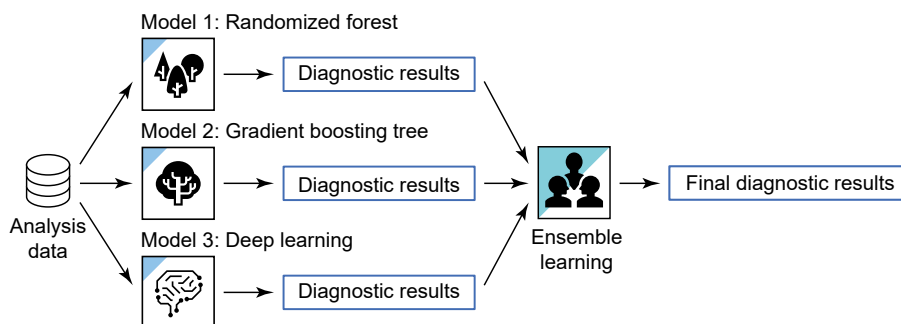 Model 1: Randomized forest
Diagnostic results
Model 2: Gradient boosting tree
Diagnostic results
Final diagnostic results
Analysis
data
Model 3: Deep learning
Ensemble
learning
Diagnostic results